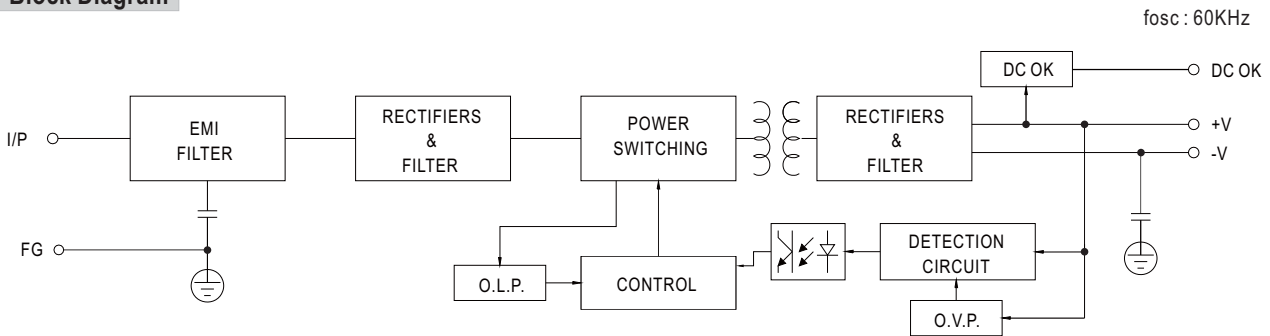 Block Diagram
fosc : 60KHz
DC OK
DC OK
I/P
EMI
FILTER
RECTIFIERS
&
FILTER
POWER
SWITCHING
RECTIFIERS
&
FILTER
+V
-V
FG
O.L.P.
CONTROL
DETECTION
CIRCUIT
O.V.P.